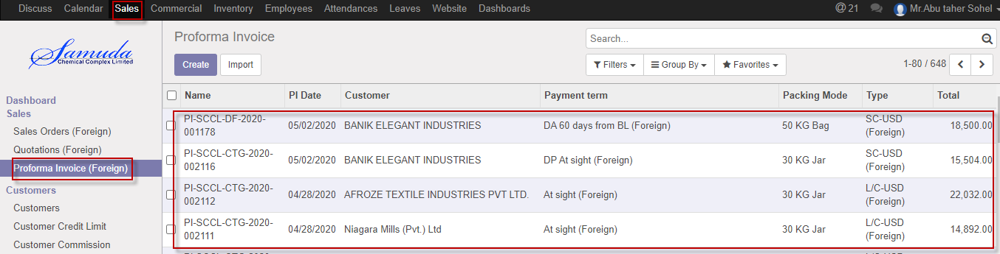 Discuss Calendar Sales Commercial Inventory Employees Attendances Leaves Website Dashboards @ 21 Mr.Abu taher Sohel
Samuda
Chemical Complex Limited
Proforma Invoice
Search...
Create Import
Filters Group By Favorites 1-80 / 648
Dashboard
Sales
Sales Orders (Foreign)
Quotations (Foreign)
Proforma Invoice (Foreign)
Customers
Customers
Customer Credit Limit
Customer Commission
Name PI Date Customer Payment term Packing Mode Type Total
PI-SCCL-DF-2020-
001178 05/02/2020 BANIK ELEGANT INDUSTRIES DA 60 days from BL (Foreign) 50 KG Bag SC-USD
(Foreign) 18,500.00
PI-SCCL-CTG-2020-
002116 05/02/2020 BANIK ELEGANT INDUSTRIES DP At sight (Foreign) 30 KG Jar SC-USD
(Foreign) 15,504.00
PI-SCCL-CTG-2020-
002112 04/28/2020 AFROZE TEXTILE INDUSTRIES PVT LTD. At sight (Foreign) 30 KG Jar L/C-USD
(Foreign) 22,032.00
PI-SCCL-CTG-2020-
002111 04/28/2020 Niagara Mills (Pvt.) Ltd At sight (Foreign) 30 KG Jar L/C-USD
(Foreign) 14,892.00